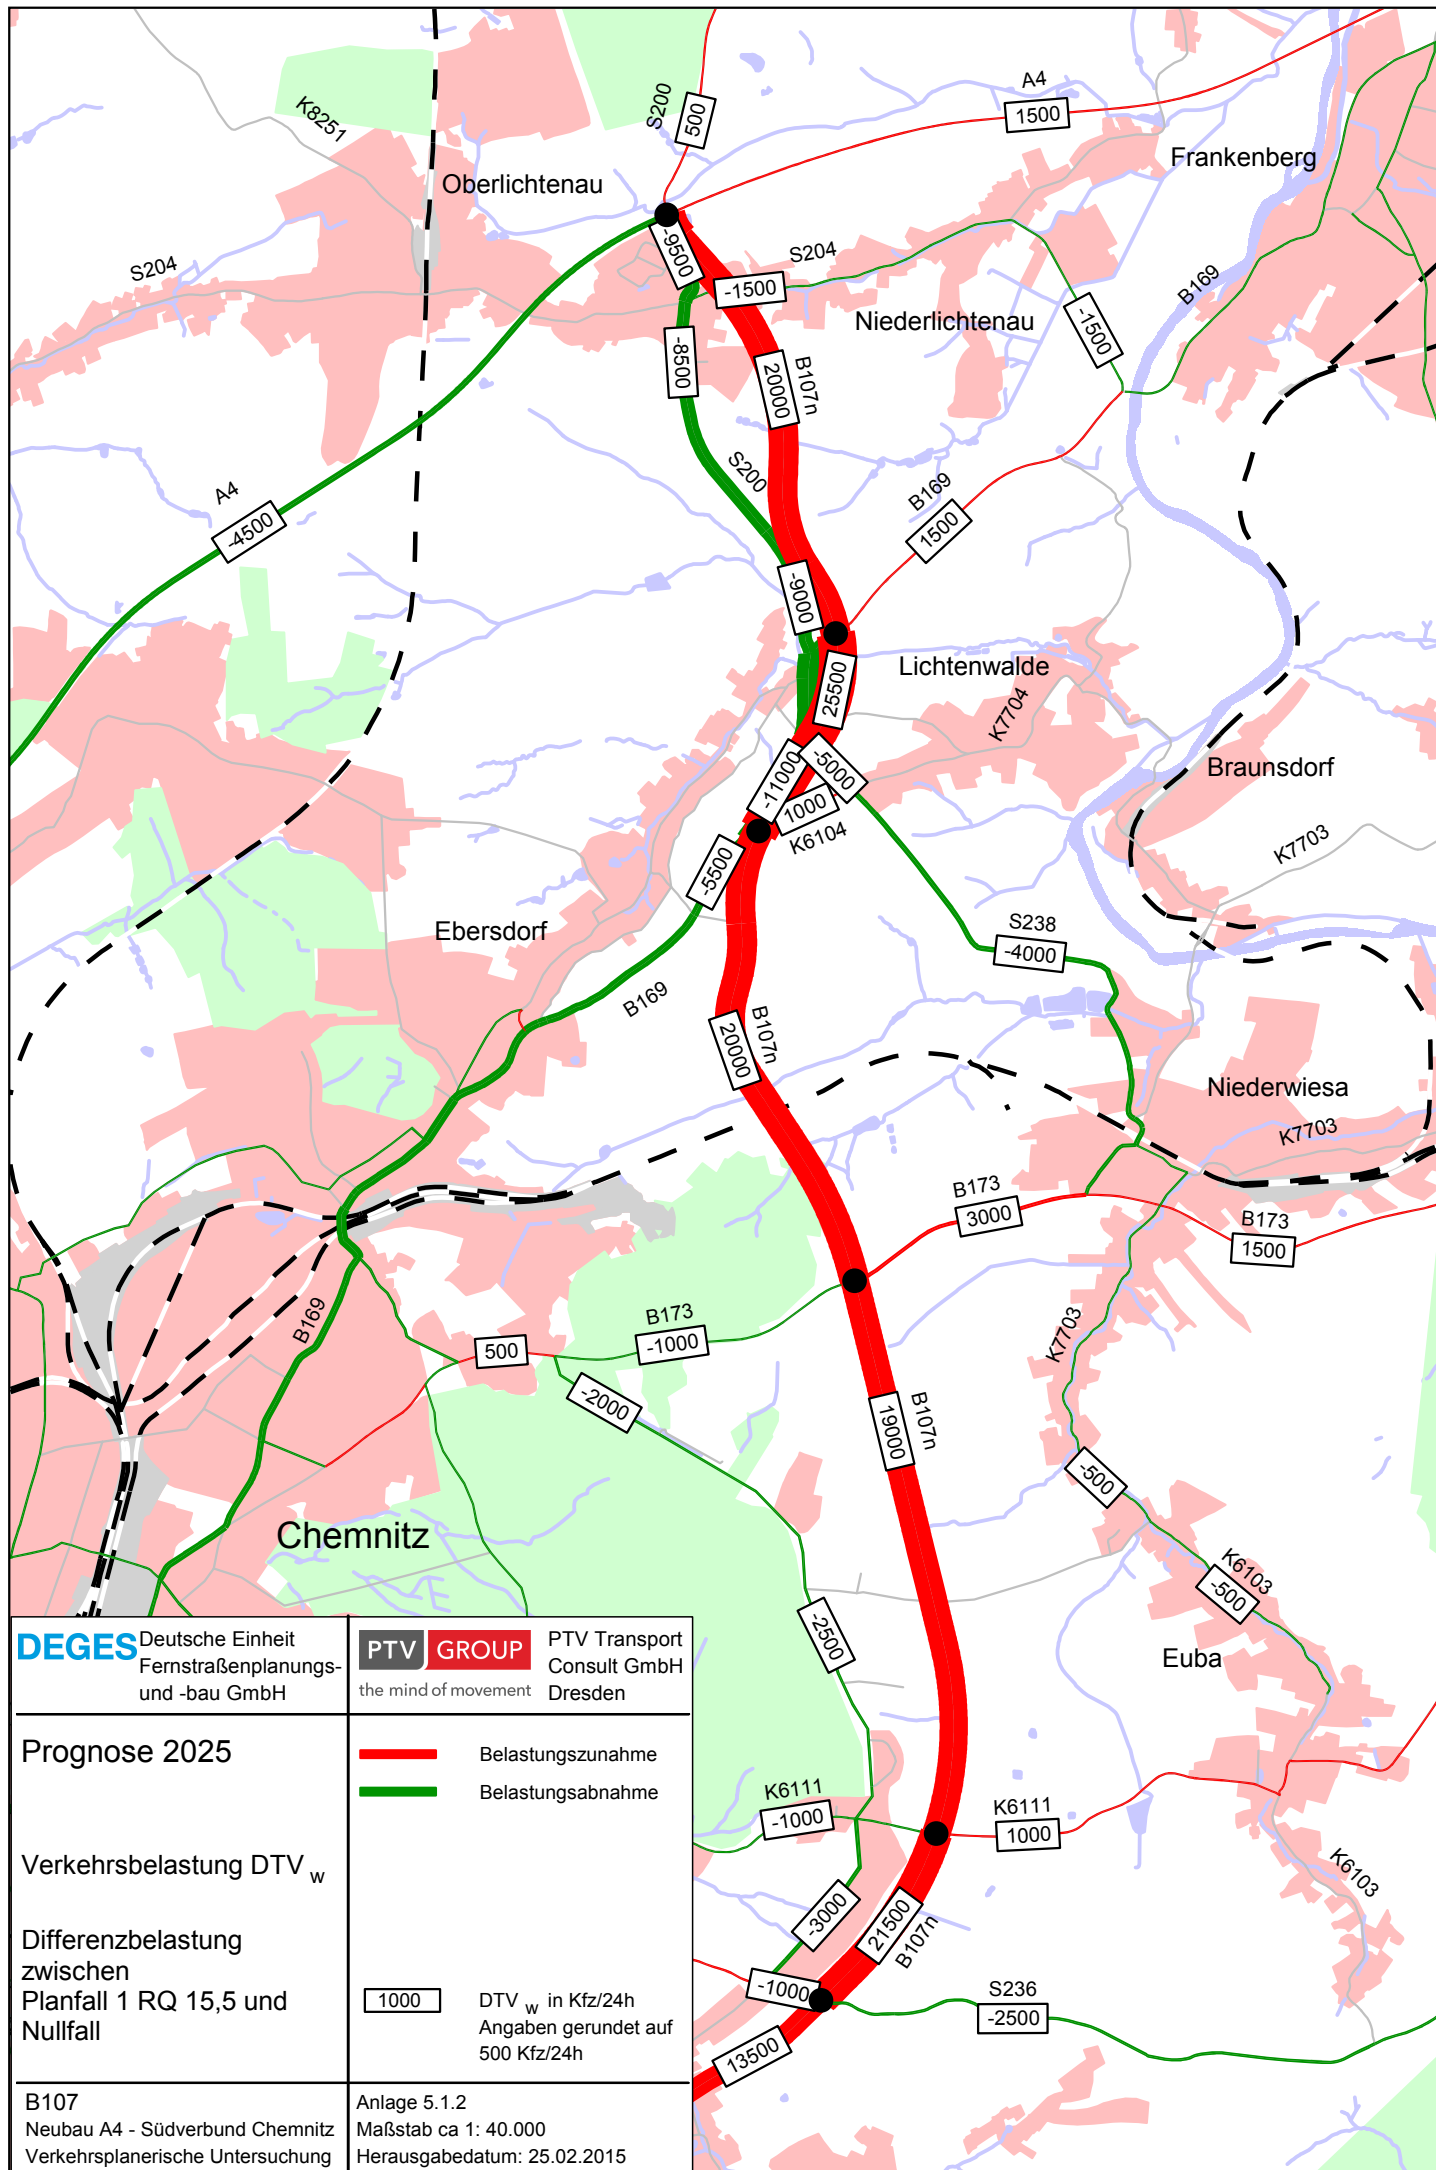 K8251
S200
500
A4
1500
Frankenberg
Oberlichtenau
S204
-9500
S204
-1500
B169
Niederlichtenau
-1500
-8500
20000
B107n
S200
A4
-4500
B169
1500
-9000
Lichtenwalde
25500
K7704
-5000
-11000
1000
K6104
Braunsdorf
K7703
-5500
Ebersdorf
S238
-4000
B169
B107n
20000
Niederwiesa
K7703
B173
3000
B173
1500
B169
B173
-1000
500
K7703
-2000
B107n
19000
-500
Chemnitz
K6103
-500
-2500
Euba
K6111
-1000
K6111
1000
K6103
-3000
21500
B107n
-1000
S236
-2500
13500
DEGES
Deutsche Einheit
Fernstraßenplanungs-
und -bau GmbH
PTV GROUP
the mind of movement
PTV Transport
Consult GmbH
Dresden
Prognose 2025
Belastungszunahme
Belastungsabnahme
Verkehrsbelastung DTV w
Differenzbelastung
zwischen
Planfall 1 RQ 15,5 und
Nullfall
1000
DTV w in Kfz/24h
Angaben gerundet auf
500 Kfz/24h
B107
Neubau A4 - Südverbund Chemnitz
Verkehrsplanerische Untersuchung
Anlage 5.1.2
Maßstab ca 1: 40.000
Herausgabedatum: 25.02.2015